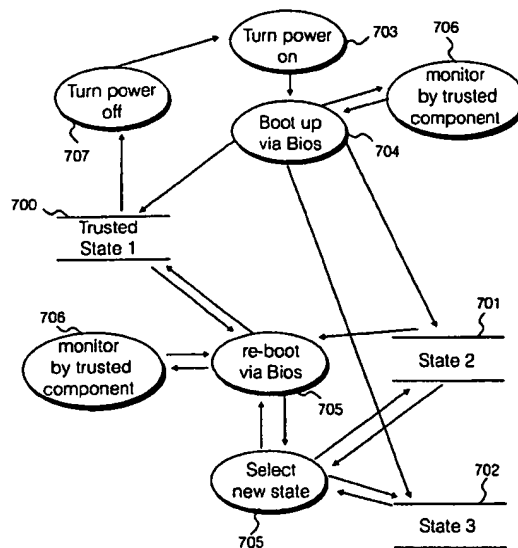 Turn power
on
703
706
monitor
by trusted
component
Turn power
off
707
Boot up
via Bios
704
700
Trusted
State 1
706
monitor
by trusted
component
re-boot
via Bios
705
701
State 2
Select
new state
705
702
State 3